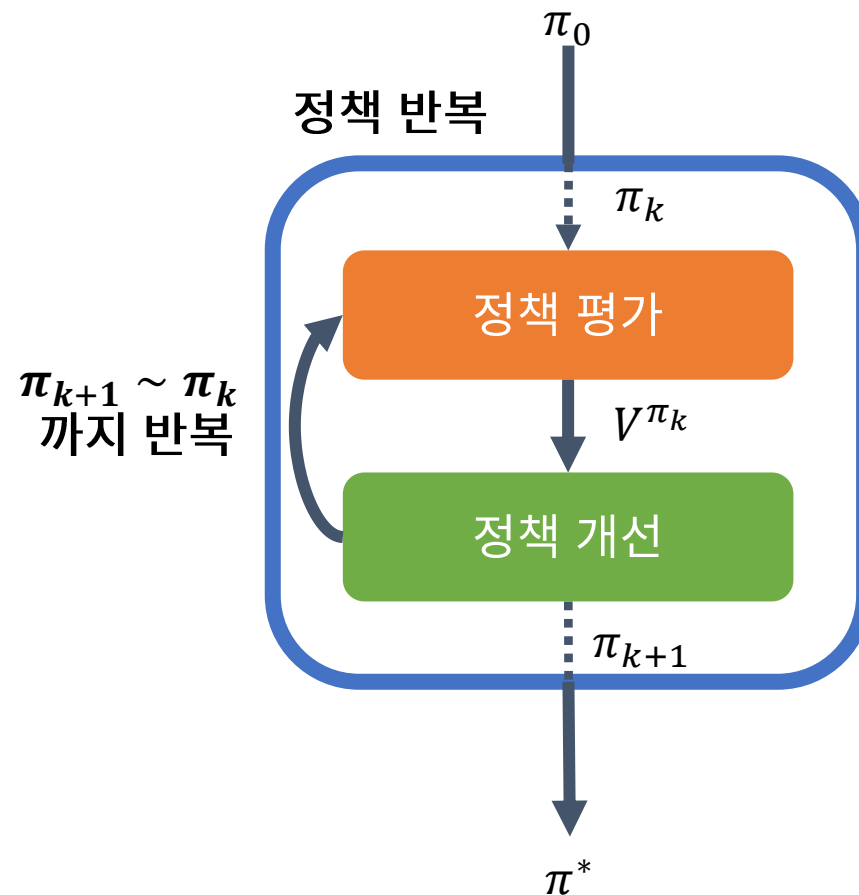 π₀
정책 반복
πₖ
정책 평가
πₖ₊₁ ~ πₖ
까지 반복
V^{πₖ}
정책 개선
πₖ₊₁
π*